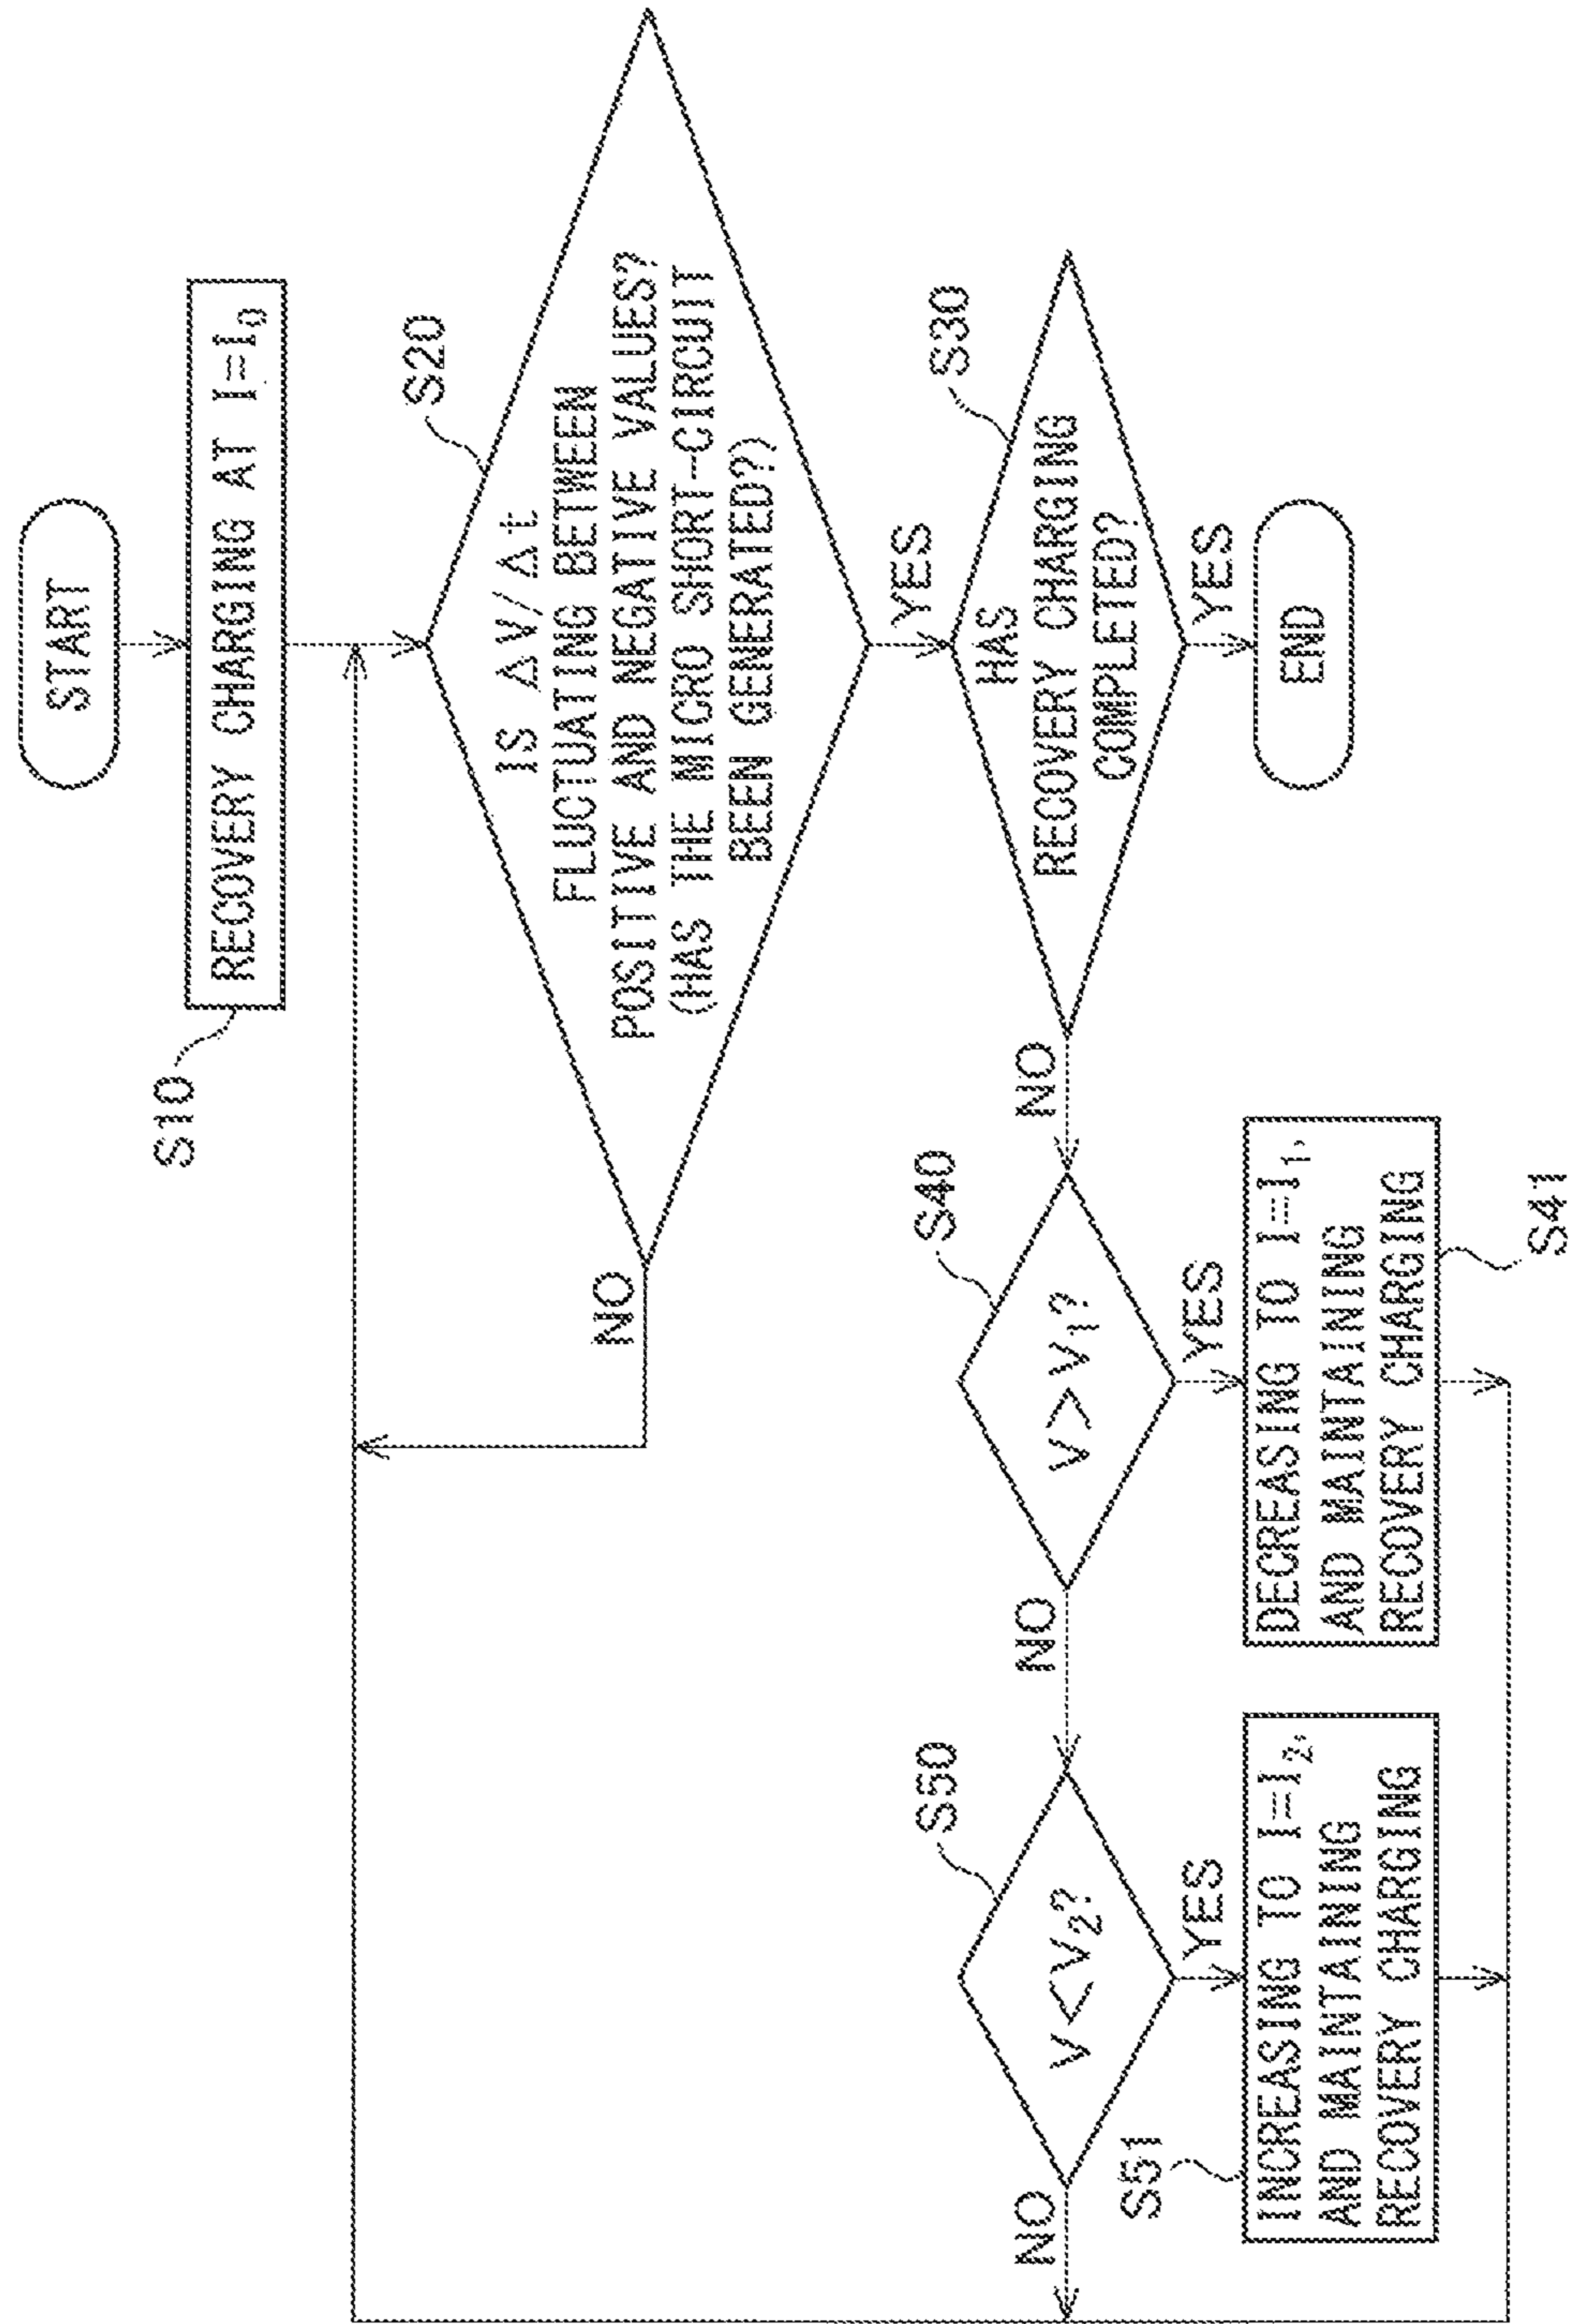 START
RECOVERY CHARGING AT I=I₀
S10
IS ΔV/Δt
FLUCTUATING BETWEEN
POSITIVE AND NEGATIVE VALUES?
(HAS THE MICRO SHORT-CIRCUIT
BEEN GENERATED?)
S20
NO
YES
HAS
RECOVERY CHARGING
COMPLETED?
S30
NO
YES
END
V>V₁?
S40
NO
YES
DECREASING TO I=I₁,
AND MAINTAINING
RECOVERY CHARGING
S41
V<V₂?
S50
NO
YES
INCREASING TO I=I₂,
AND MAINTAINING
RECOVERY CHARGING
S51